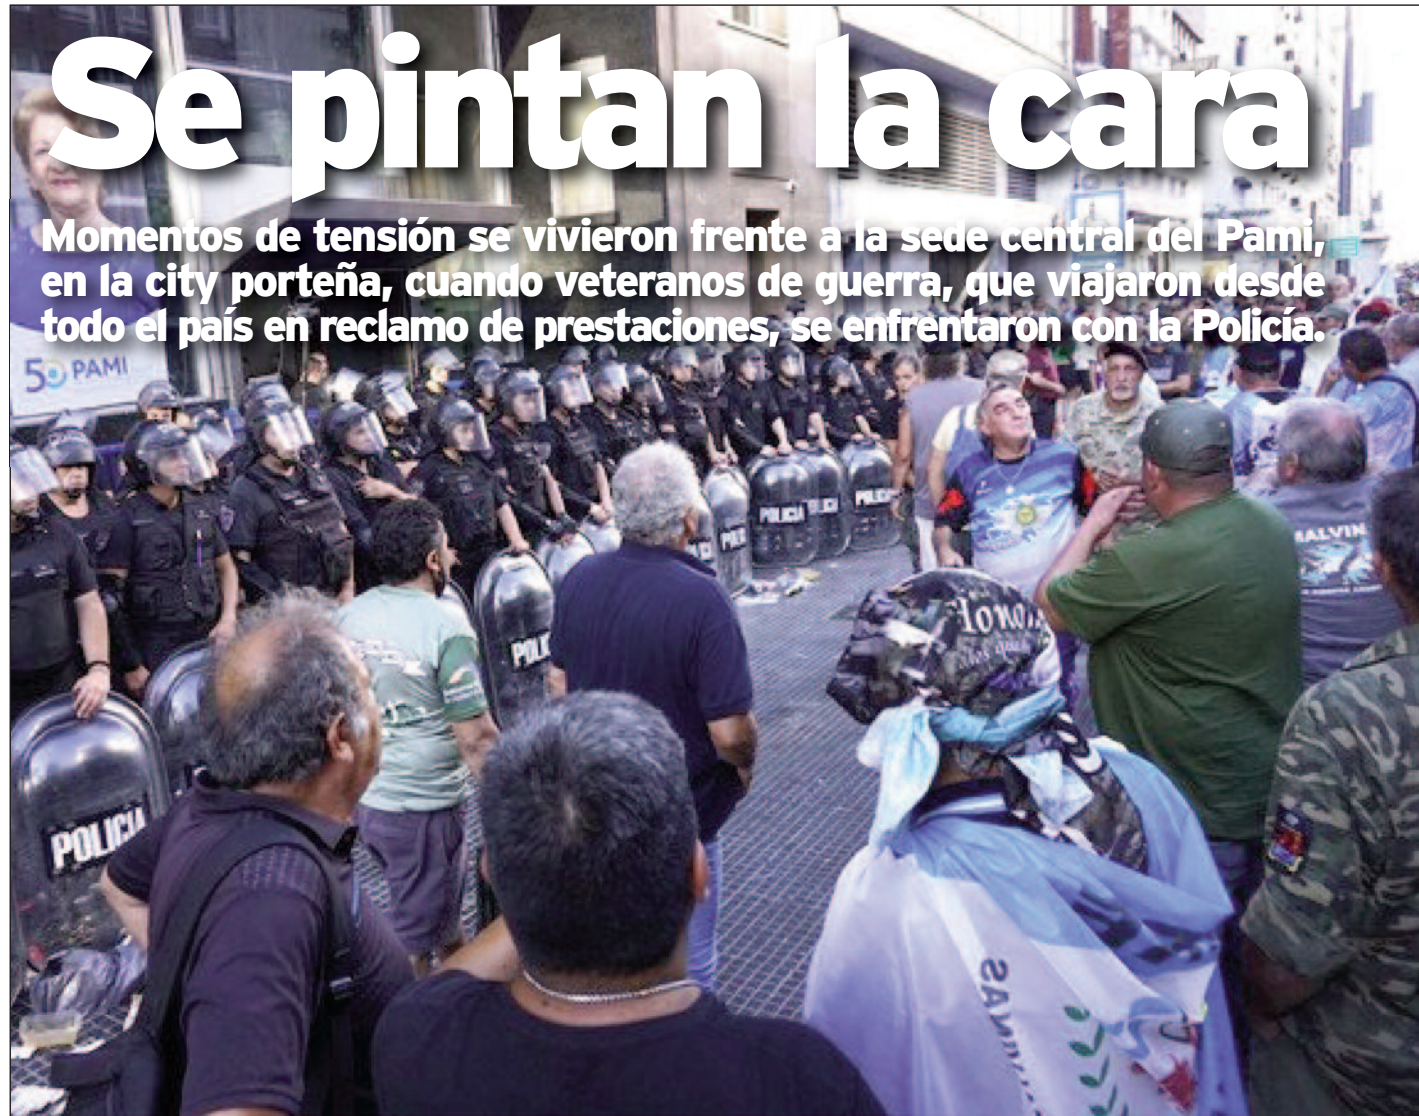 Se pintan la cara
Momentos de tensión se vivieron frente a la sede central del Pami,
en la city porteña, cuando veteranos de guerra, que viajaron desde
todo el país en reclamo de prestaciones, se enfrentaron con la Policía.
50 PAMI
POLICIA
POLICIA
POLICIA
MALVIN
Honor
POLICIA